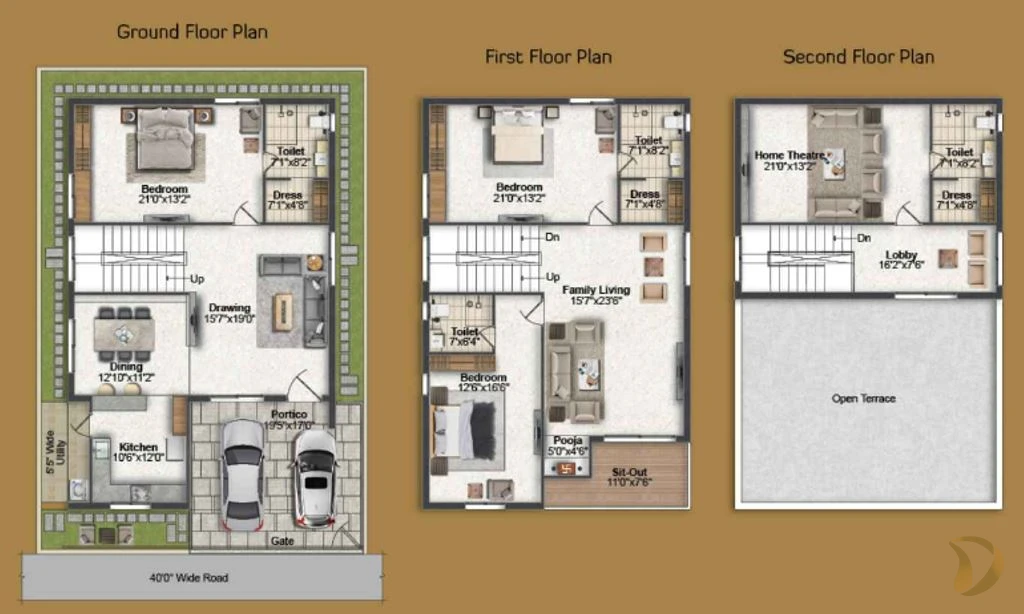 Ground Floor Plan
Bedroom
21'0"x13'2"
Toilet
7'1"x8'2"
Dress
7'1"x4'8"
Up
Drawing
15'7"x19'0"
Dining
12'10"x11'2"
Portico
19'5"x17'0"
5'5" Wide
Utility
Kitchen
10'6"x12'0"
Gate
40'0" Wide Road
First Floor Plan
Bedroom
21'0"x13'2"
Toilet
7'1"x8'2"
Dress
7'1"x4'8"
Dn
Up
Family Living
15'7"x23'6"
Toilet
7'x6'4"
Bedroom
12'6"x16'6"
Pooja
5'0"x4'6"
Sit-Out
11'0"x7'6"
Second Floor Plan
Home Theatre
21'0"x13'2"
Toilet
7'1"x8'2"
Dress
7'1"x4'8"
Dn
Lobby
16'2"x7'6"
Open Terrace